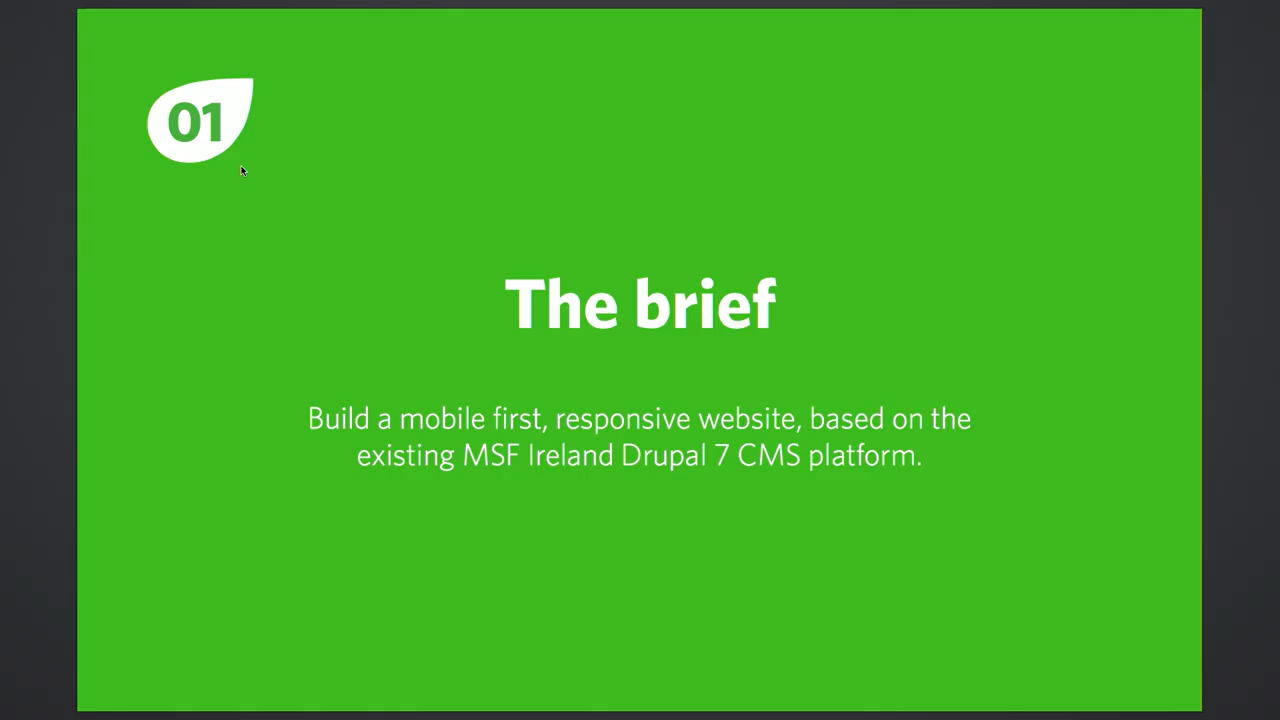 01
The brief
Build a mobile first, responsive website, based on the
existing MSF Ireland Drupal 7 CMS platform.